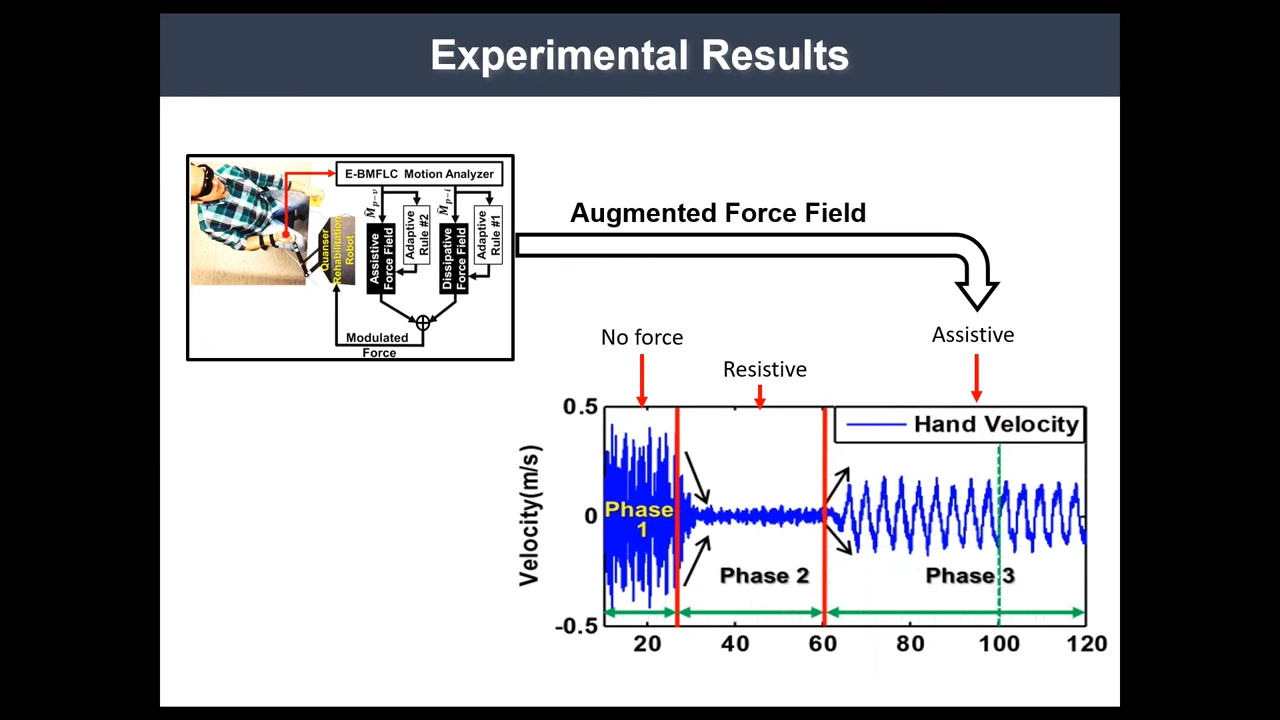 Experimental Results
E-BMFLC Motion Analyzer
M̂p-v
M̂p-i
Assistive
Force Field
Adaptive
Rule #2
Dissipative
Force Field
Adaptive
Rule #1
Quanser
Rehabilitation
Robot
Modulated
Force
Augmented Force Field
No force
Resistive
Assistive
Hand Velocity
Velocity(m/s)
0.5
0
-0.5
Phase
1
Phase 2
Phase 3
20 40 60 80 100 120